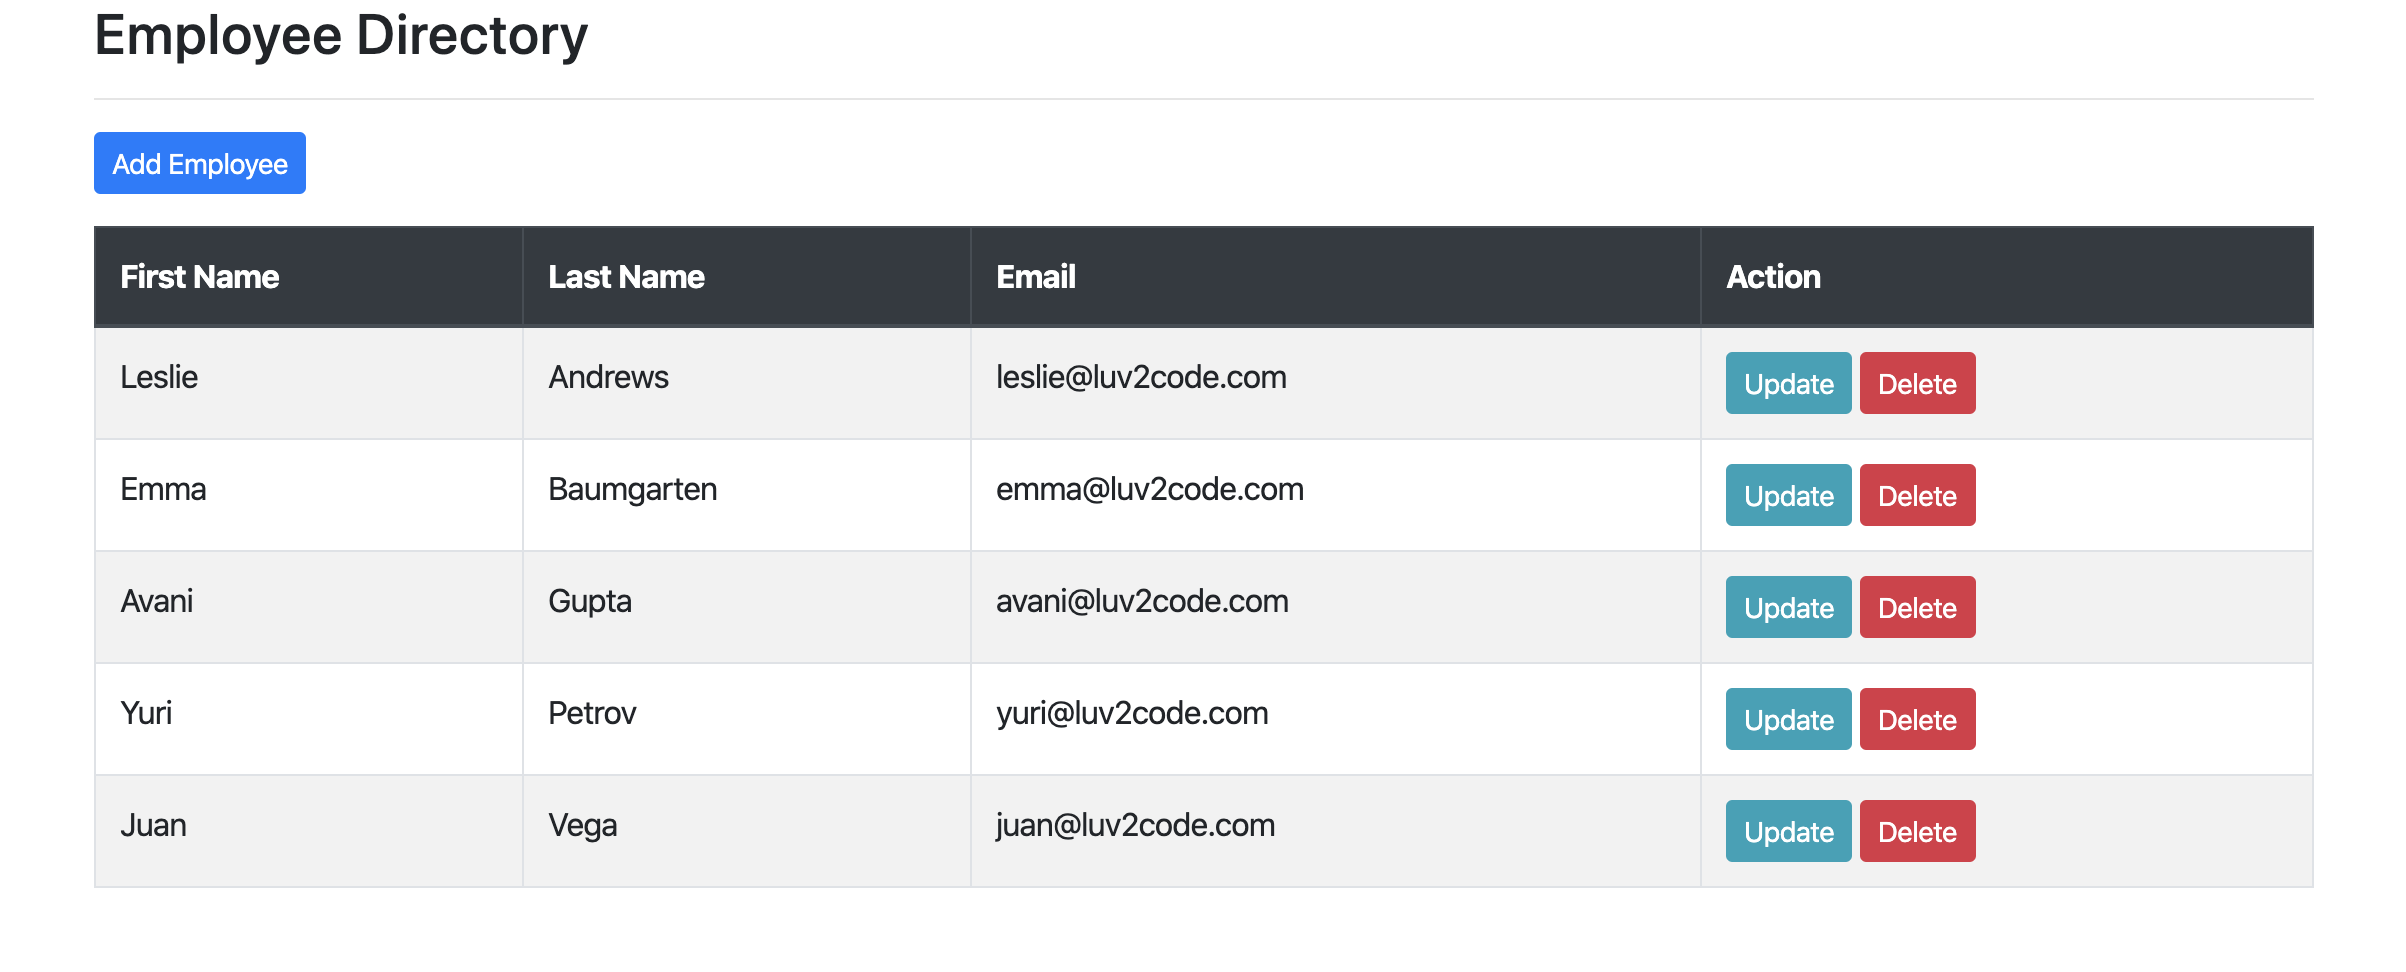 Employee Directory
Add Employee
First Name Last Name Email Action
Leslie Andrews leslie@luv2code.com Update Delete
Emma Baumgarten emma@luv2code.com Update Delete
Avani Gupta avani@luv2code.com Update Delete
Yuri Petrov yuri@luv2code.com Update Delete
Juan Vega juan@luv2code.com Update Delete